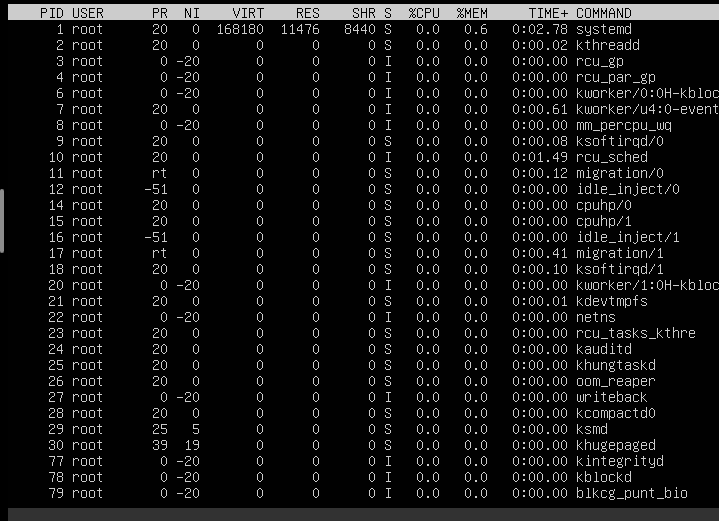 PID USER PR NI VIRT RES SHR S %CPU %MEM TIME+ COMMAND
1 root 20 0 168180 11476 8440 S 0.0 0.6 0:02.78 systemd
2 root 20 0 0 0 0 S 0.0 0.0 0:00.02 kthreadd
3 root 0 -20 0 0 0 I 0.0 0.0 0:00.00 rcu_gp
4 root 0 -20 0 0 0 I 0.0 0.0 0:00.00 rcu_par_gp
6 root 0 -20 0 0 0 I 0.0 0.0 0:00.00 kworker/0:0H-kbloc
7 root 20 0 0 0 0 I 0.0 0.0 0:00.61 kworker/u4:0-event
8 root 0 -20 0 0 0 I 0.0 0.0 0:00.00 mm_percpu_wq
9 root 20 0 0 0 0 S 0.0 0.0 0:00.08 ksoftirqd/0
10 root 20 0 0 0 0 I 0.0 0.0 0:01.49 rcu_sched
11 root rt 0 0 0 0 S 0.0 0.0 0:00.12 migration/0
12 root -51 0 0 0 0 S 0.0 0.0 0:00.00 idle_inject/0
14 root 20 0 0 0 0 S 0.0 0.0 0:00.00 cpuhp/0
15 root 20 0 0 0 0 S 0.0 0.0 0:00.00 cpuhp/1
16 root -51 0 0 0 0 S 0.0 0.0 0:00.00 idle_inject/1
17 root rt 0 0 0 0 S 0.0 0.0 0:00.41 migration/1
18 root 20 0 0 0 0 S 0.0 0.0 0:00.10 ksoftirqd/1
20 root 0 -20 0 0 0 I 0.0 0.0 0:00.00 kworker/1:0H-kbloc
21 root 20 0 0 0 0 S 0.0 0.0 0:00.01 kdevtmpfs
22 root 0 -20 0 0 0 I 0.0 0.0 0:00.00 netns
23 root 20 0 0 0 0 S 0.0 0.0 0:00.00 rcu_tasks_kthre
24 root 20 0 0 0 0 S 0.0 0.0 0:00.00 kauditd
25 root 20 0 0 0 0 S 0.0 0.0 0:00.00 khungtaskd
26 root 20 0 0 0 0 S 0.0 0.0 0:00.00 oom_reaper
27 root 0 -20 0 0 0 I 0.0 0.0 0:00.00 writeback
28 root 20 0 0 0 0 S 0.0 0.0 0:00.00 kcompactd0
29 root 25 5 0 0 0 S 0.0 0.0 0:00.00 ksmd
30 root 39 19 0 0 0 S 0.0 0.0 0:00.00 khugepaged
77 root 0 -20 0 0 0 I 0.0 0.0 0:00.00 kintegrityd
78 root 0 -20 0 0 0 I 0.0 0.0 0:00.00 kblockd
79 root 0 -20 0 0 0 I 0.0 0.0 0:00.00 blkcg_punt_bio